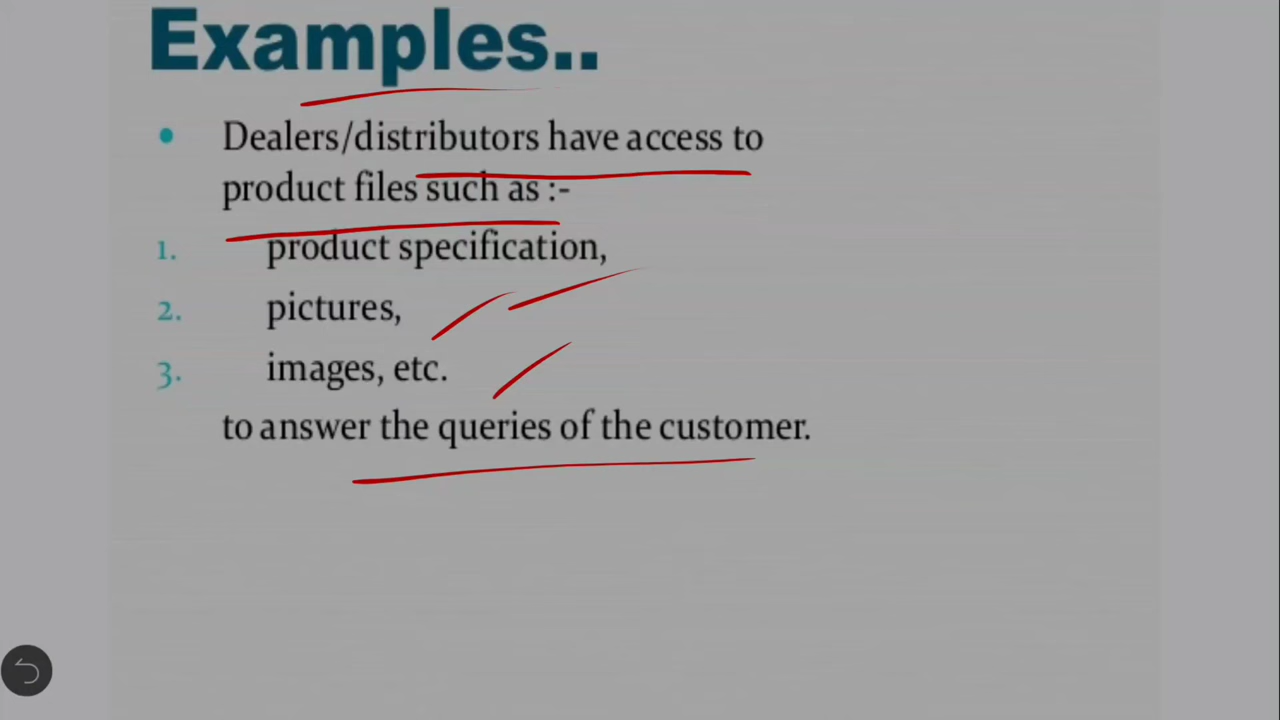 Examples..
• Dealers/distributors have access to
product files such as :-
1. product specification,
2. pictures,
3. images, etc.
to answer the queries of the customer.